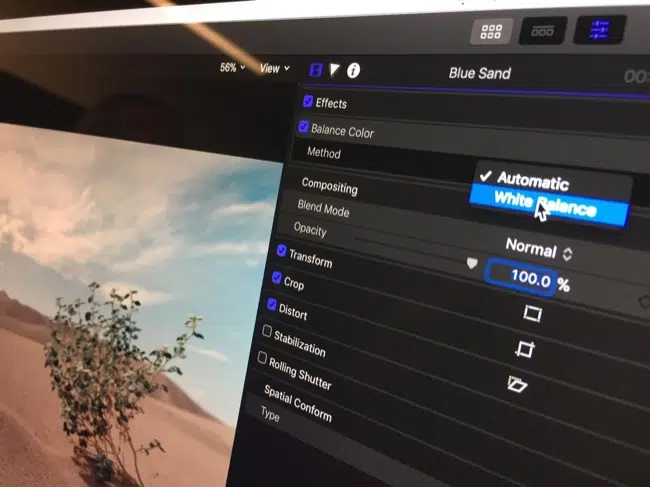 56% View
Blue Sand
00:
Effects
Balance Color
Method
Automatic
White Balance
Compositing
Blend Mode
Normal
Opacity
100.0 %
Transform
Crop
Distort
Stabilization
Rolling Shutter
Spatial Conform
Type